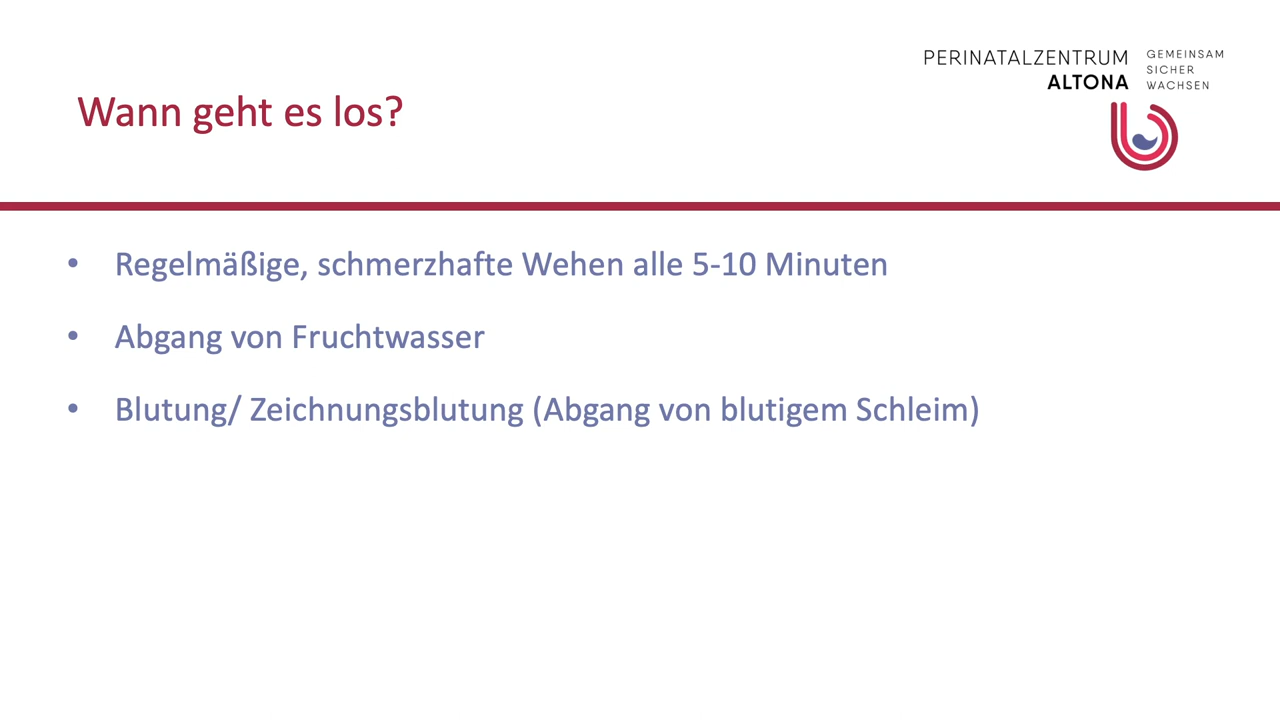 PERINATALZENTRUM
ALTONA
GEMEINSAM
SICHER
WACHSEN
Wann geht es los?
• Regelmäßige, schmerzhafte Wehen alle 5-10 Minuten
• Abgang von Fruchtwasser
• Blutung/ Zeichnungsblutung (Abgang von blutigem Schleim)